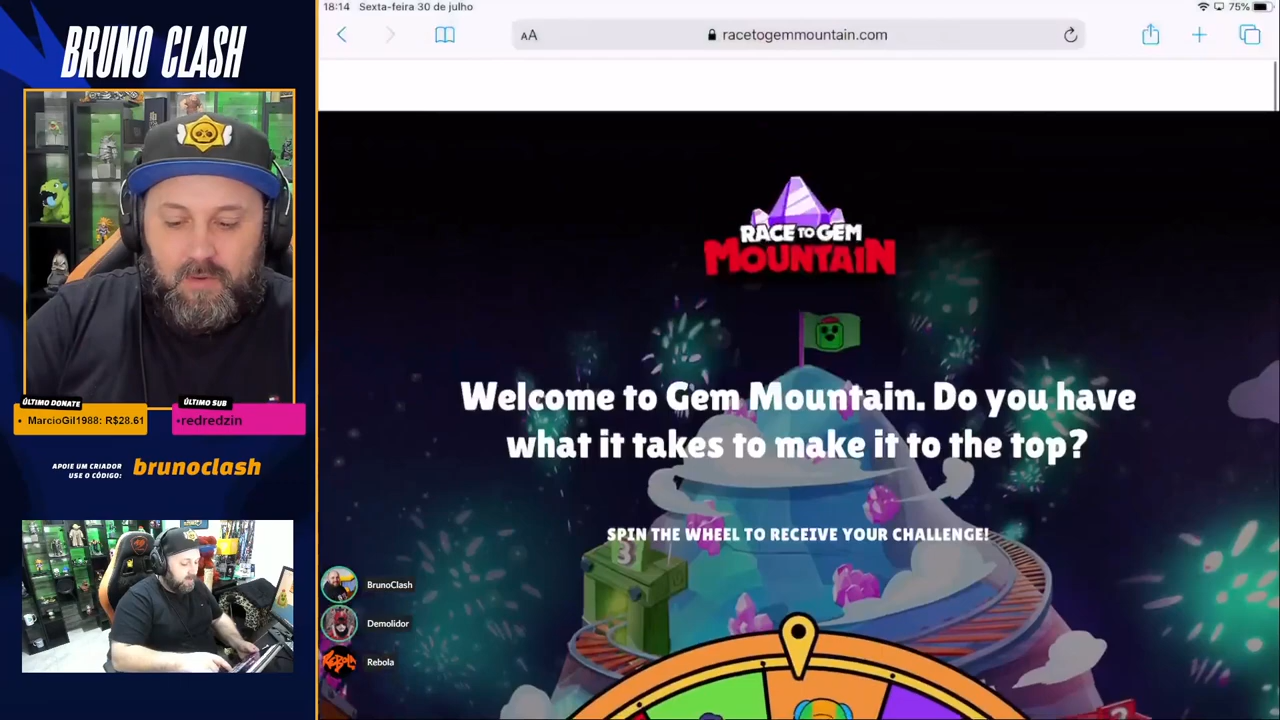 BRUNO CLASH
ÚLTIMO DONATE
• MarcioGil1988: R$28.61
ÚLTIMO SUB
•redredzin
APOIE UM CRIADOR
USE O CÓDIGO:
brunoclash
18:14 Sexta-feira 30 de julho
75%
AA
racetogemmountain.com
RACE TO GEM
MOUNTAIN
Welcome to Gem Mountain. Do you have
what it takes to make it to the top?
SPIN THE WHEEL TO RECEIVE YOUR CHALLENGE!
3
BrunoClash
Demolidor
REBOLA
Rebola
2